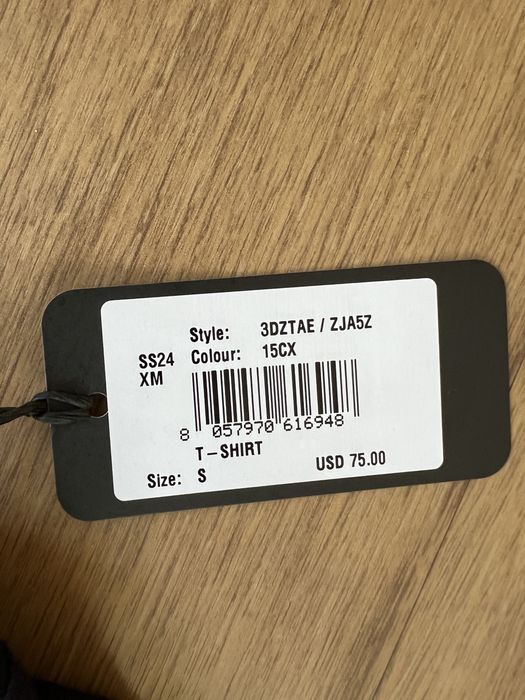 Style: 3DZTAE / ZJA5Z
SS24 Colour: 15CX
XM
8 057970 616948
T-SHIRT
Size: S USD 75.00